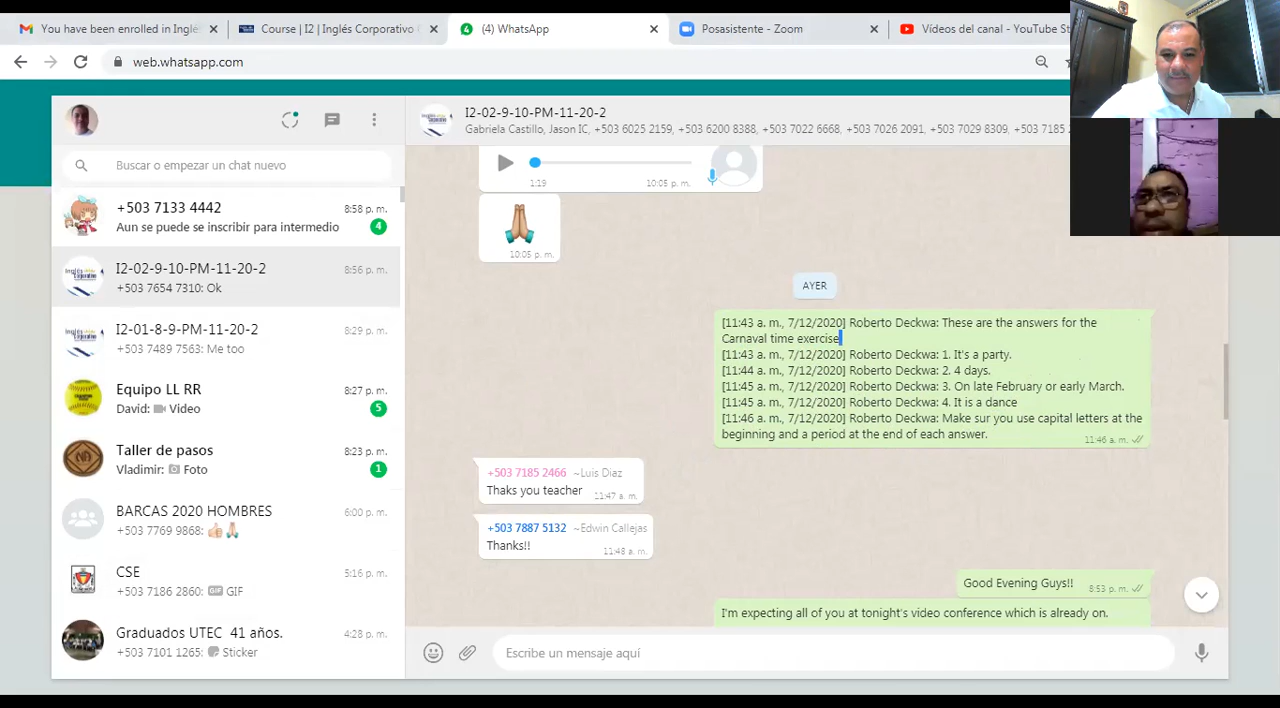 You have been enrolled in Inglé
Course | I2 | Inglés Corporativo
(4) WhatsApp
Posasistente - Zoom
Vídeos del canal - YouTube St
web.whatsapp.com
I2-02-9-10-PM-11-20-2
Gabriela Castillo, Jason IC, +503 6025 2159, +503 6200 8388, +503 7022 6668, +503 7026 2091, +503 7029 8309, +503 7185
Buscar o empezar un chat nuevo
1:19
10:05 p. m.
+503 7133 4442
8:58 p. m.
Aun se puede se inscribir para intermedio
4
10:05 p. m.
I2-02-9-10-PM-11-20-2
8:56 p. m.
+503 7654 7310: Ok
AYER
I2-01-8-9-PM-11-20-2
8:29 p. m.
+503 7489 7563: Me too
[11:43 a. m., 7/12/2020] Roberto Deckwa: These are the answers for the
Carnaval time exercise
[11:43 a. m., 7/12/2020] Roberto Deckwa: 1. It's a party.
[11:44 a. m., 7/12/2020] Roberto Deckwa: 2. 4 days.
[11:45 a. m., 7/12/2020] Roberto Deckwa: 3. On late February or early March.
[11:45 a. m., 7/12/2020] Roberto Deckwa: 4. It is a dance
[11:46 a. m., 7/12/2020] Roberto Deckwa: Make sur you use capital letters at the
beginning and a period at the end of each answer.
11:46 a. m.
Equipo LL RR
8:27 p. m.
David: Video
5
Taller de pasos
8:23 p. m.
Vladimir: Foto
1
+503 7185 2466 ~Luis Diaz
Thaks you teacher
11:47 a. m.
BARCAS 2020 HOMBRES
6:00 p. m.
+503 7769 9868:
+503 7887 5132 ~Edwin Callejas
Thanks!!
11:48 a. m.
CSE
5:16 p. m.
+503 7186 2860: GIF GIF
Good Evening Guys!!
8:53 p. m.
I'm expecting all of you at tonight's video conference which is already on.
Graduados UTEC 41 años.
4:28 p. m.
+503 7101 1265: Sticker
Escribe un mensaje aquí